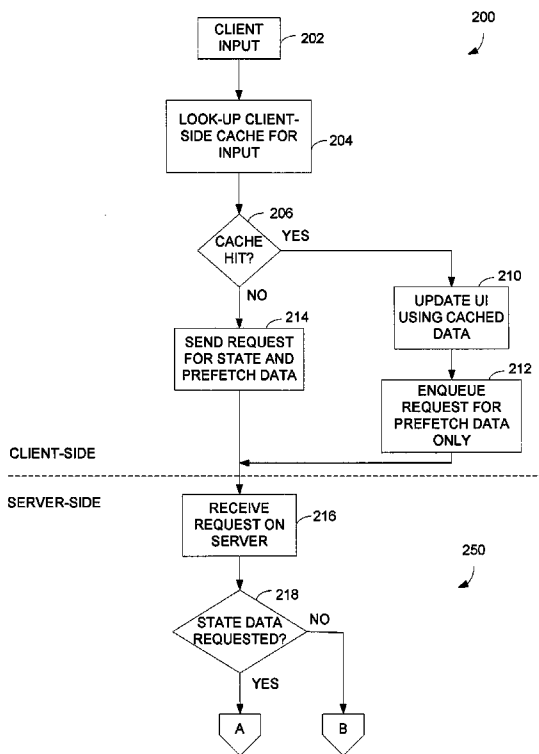 200
CLIENT
INPUT
202
LOOK-UP CLIENT-
SIDE CACHE FOR
INPUT
204
206
CACHE
HIT?
YES
NO
210
UPDATE UI
USING CACHED
DATA
214
SEND REQUEST
FOR STATE AND
PREFETCH DATA
212
ENQUEUE
REQUEST FOR
PREFETCH DATA
ONLY
CLIENT-SIDE
SERVER-SIDE
RECEIVE
REQUEST ON
SERVER
216
250
218
STATE DATA
REQUESTED?
NO
YES
A
B